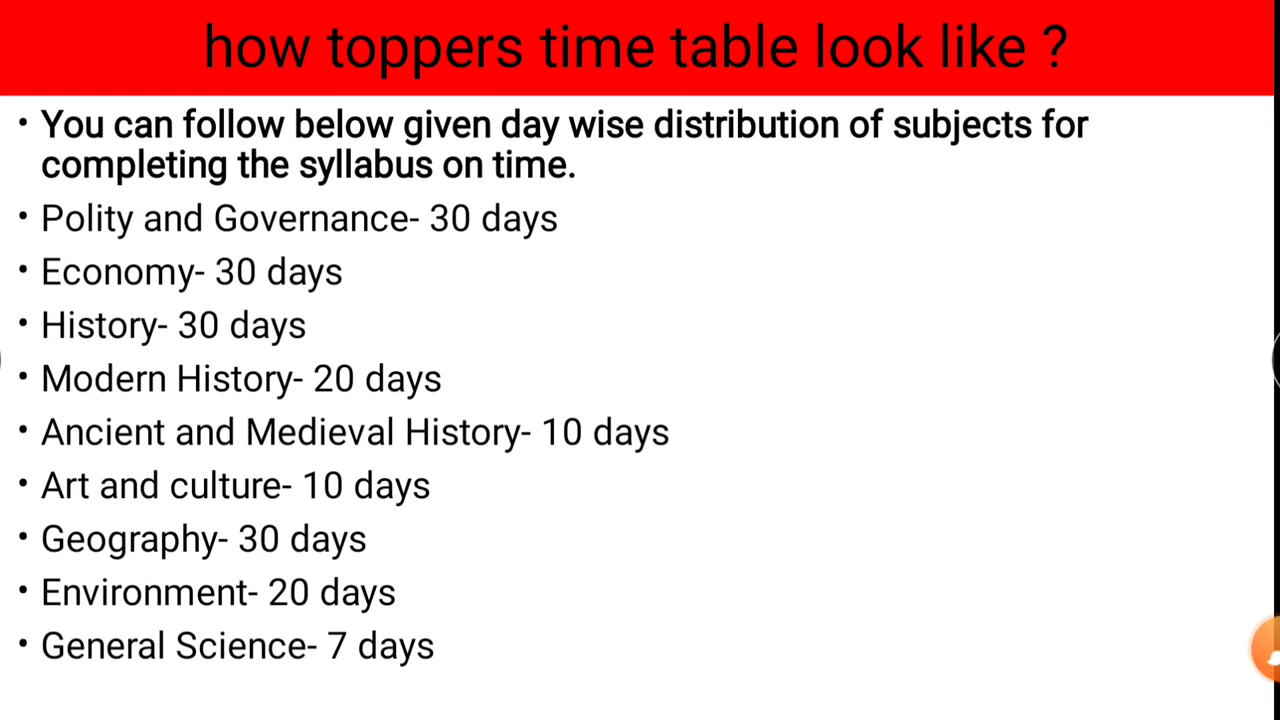 how toppers time table look like ?
• You can follow below given day wise distribution of subjects for
completing the syllabus on time.
• Polity and Governance- 30 days
• Economy- 30 days
• History- 30 days
• Modern History- 20 days
• Ancient and Medieval History- 10 days
• Art and culture- 10 days
• Geography- 30 days
• Environment- 20 days
• General Science- 7 days